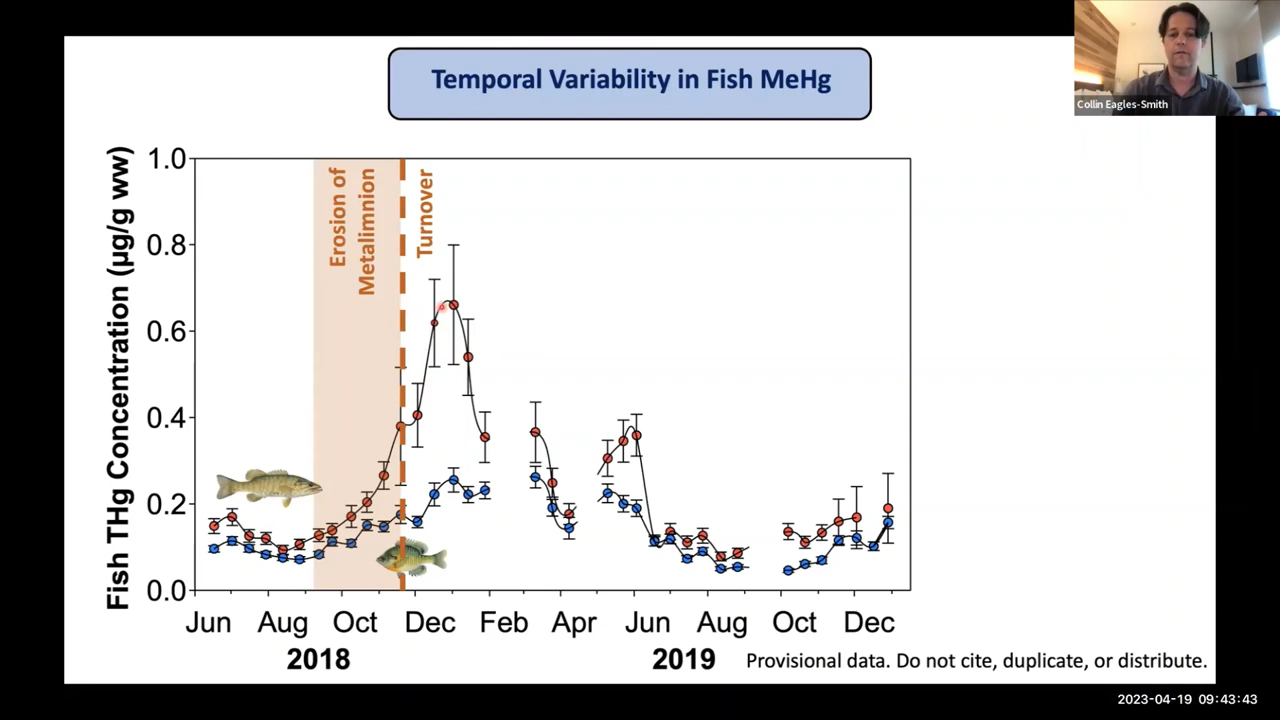 Temporal Variability in Fish MeHg
Collin Eagles-Smith
Fish THg Concentration (µg/g ww)
1.0
0.8
0.6
0.4
0.2
0.0
Erosion of
Metalimnion
Turnover
Jun Aug Oct Dec Feb Apr Jun Aug Oct Dec
2018 2019
Provisional data. Do not cite, duplicate, or distribute.
2023-04-19 09:43:43